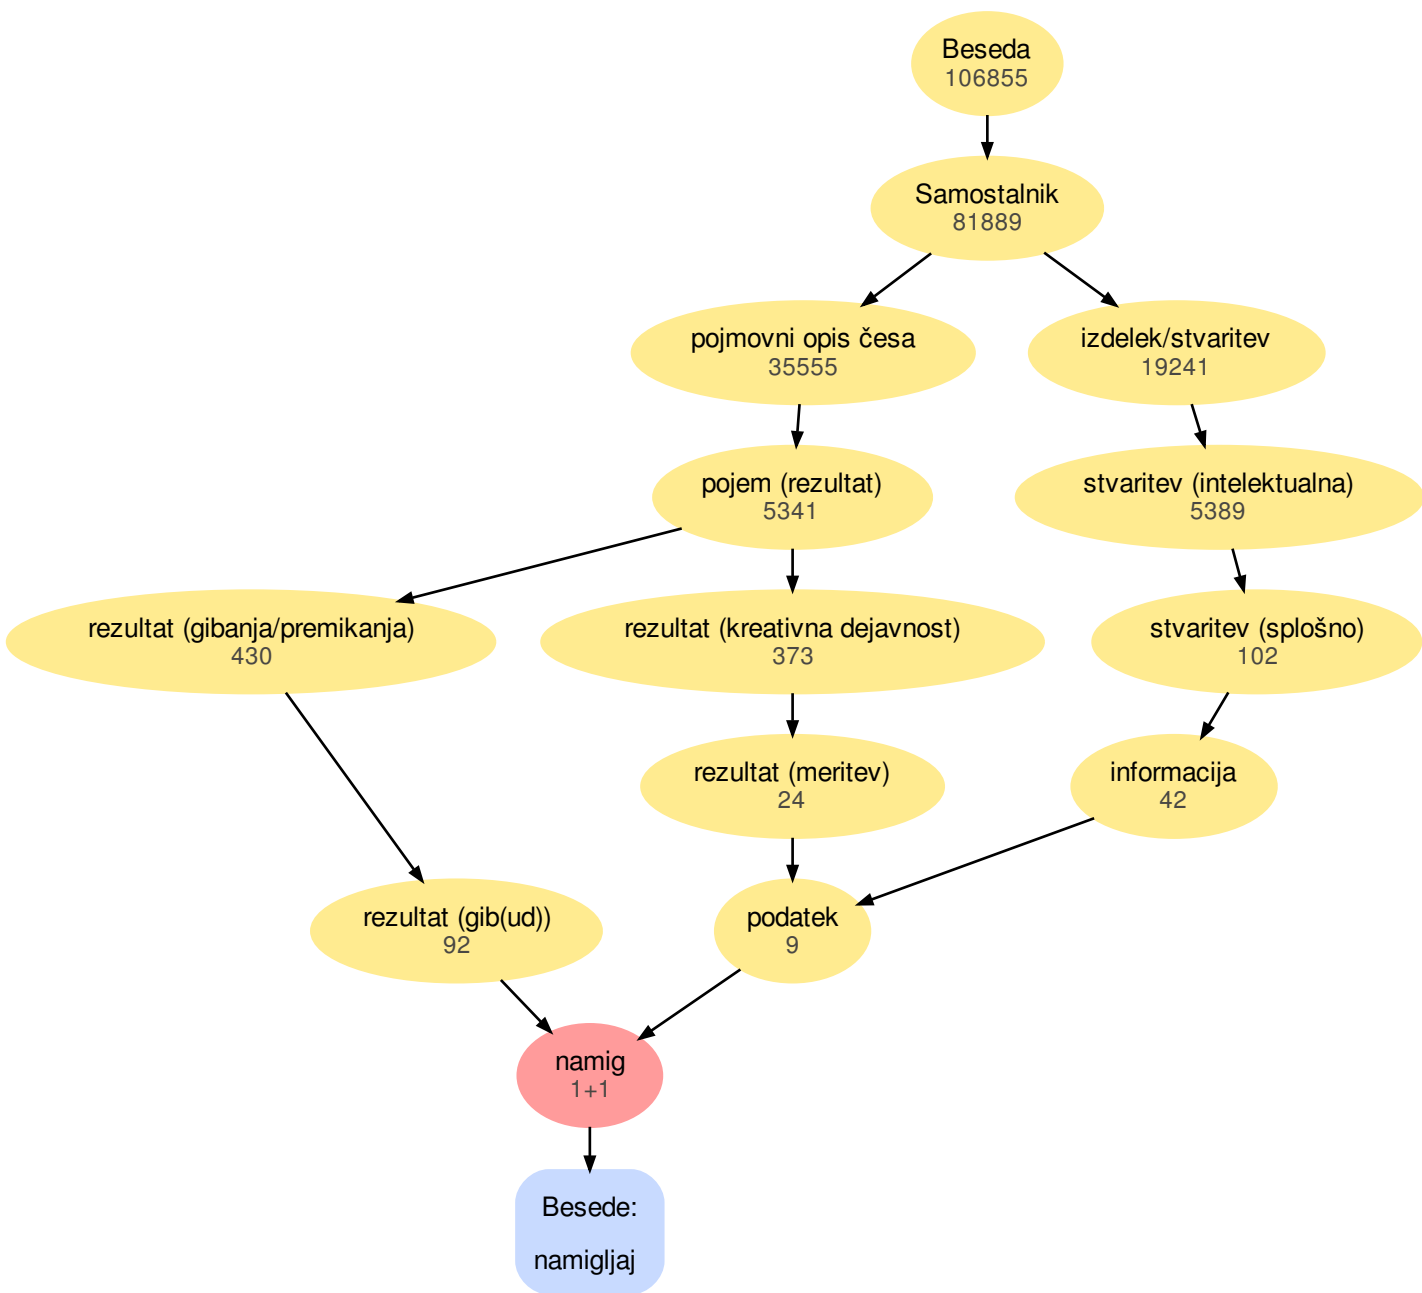 Beseda
106855
Samostalnik
81889
pojmovni opis česa
35555
izdelek/stvaritev
19241
pojem (rezultat)
5341
stvaritev (intelektualna)
5389
rezultat (gibanja/premikanja)
430
rezultat (kreativna dejavnost)
373
stvaritev (splošno)
102
rezultat (meritev)
24
informacija
42
rezultat (gib(ud))
92
podatek
9
namig
1+1
Besede:
namigljaj